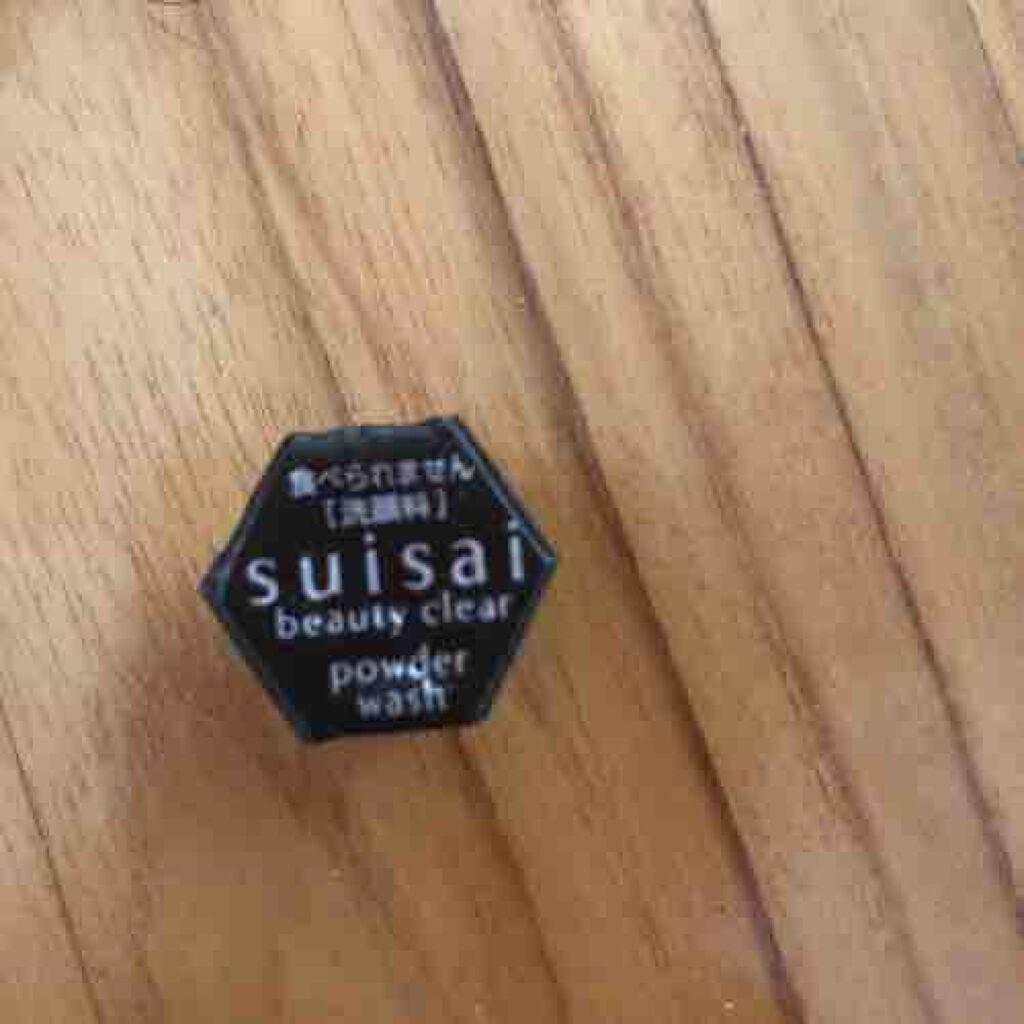 食べられません
[洗顔料]
suisai
beauty clear
powder
wash